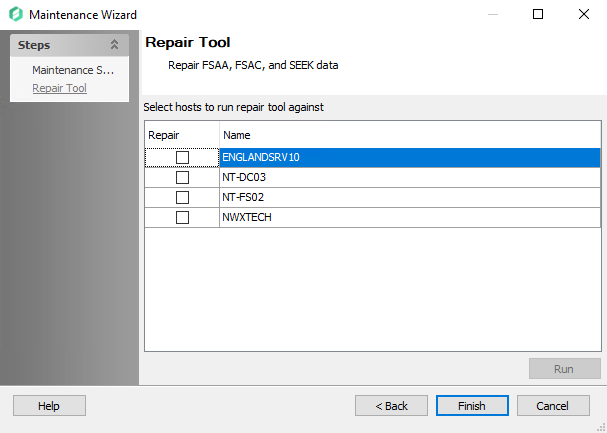 Maintenance Wizard
Steps
Maintenance S...
Repair Tool
Repair Tool
Repair FSAA, FSAC, and SEEK data
Select hosts to run repair tool against
Repair Name
ENGLANDSRV10
NT-DC03
NT-FS02
NWXTECH
Run
Help < Back Finish Cancel